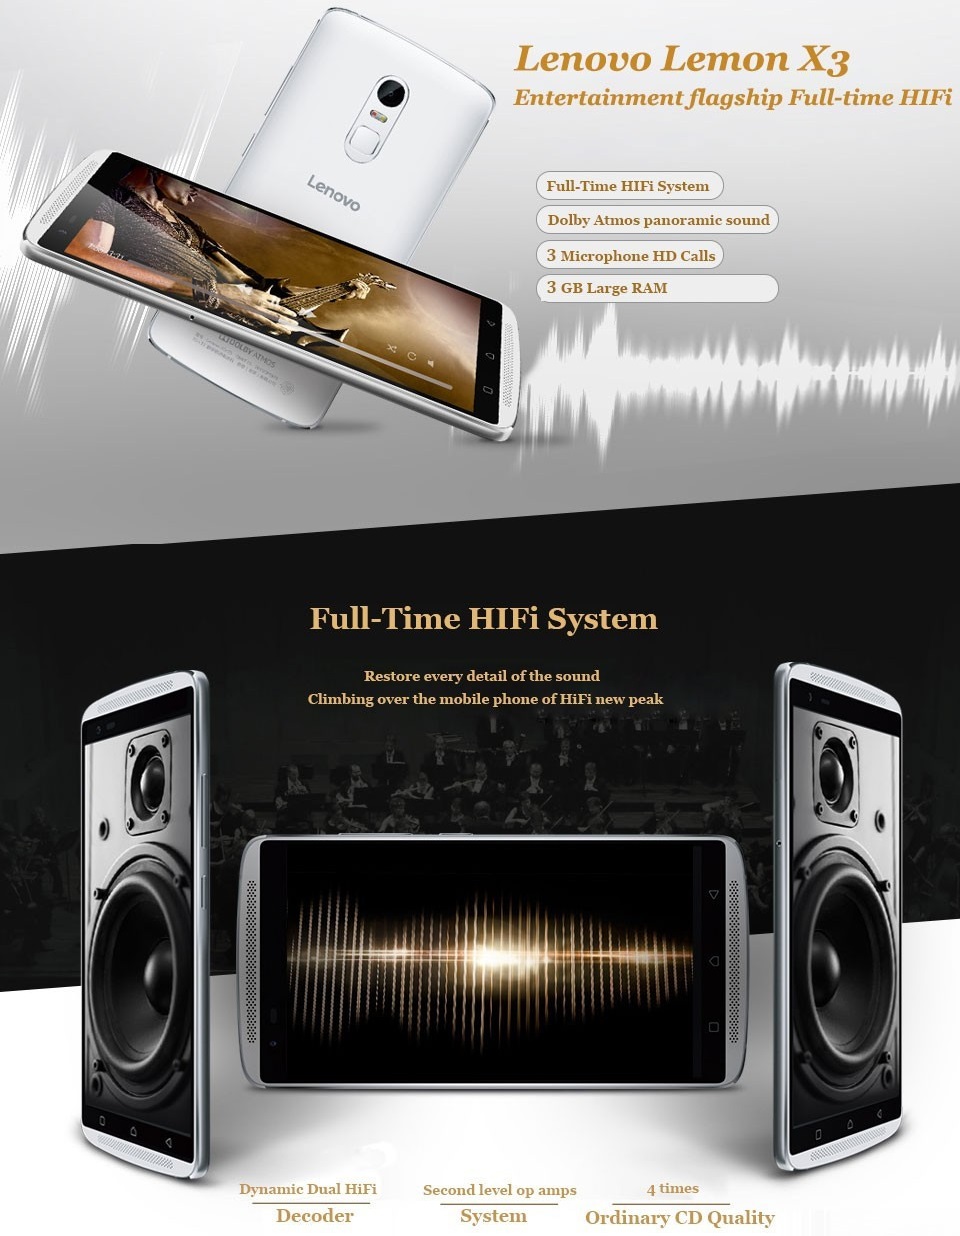 Lenovo Lemon X3
Entertainment flagship Full-time HIFi
Full-Time HIFi System
Dolby Atmos panoramic sound
3 Microphone HD Calls
3 GB Large RAM
Lenovo
DOLBY ATMOS
Full-Time HIFi System
Restore every detail of the sound
Climbing over the mobile phone of HiFi new peak
Dynamic Dual HiFi
Decoder
Second level op amps
System
4 times
Ordinary CD Quality